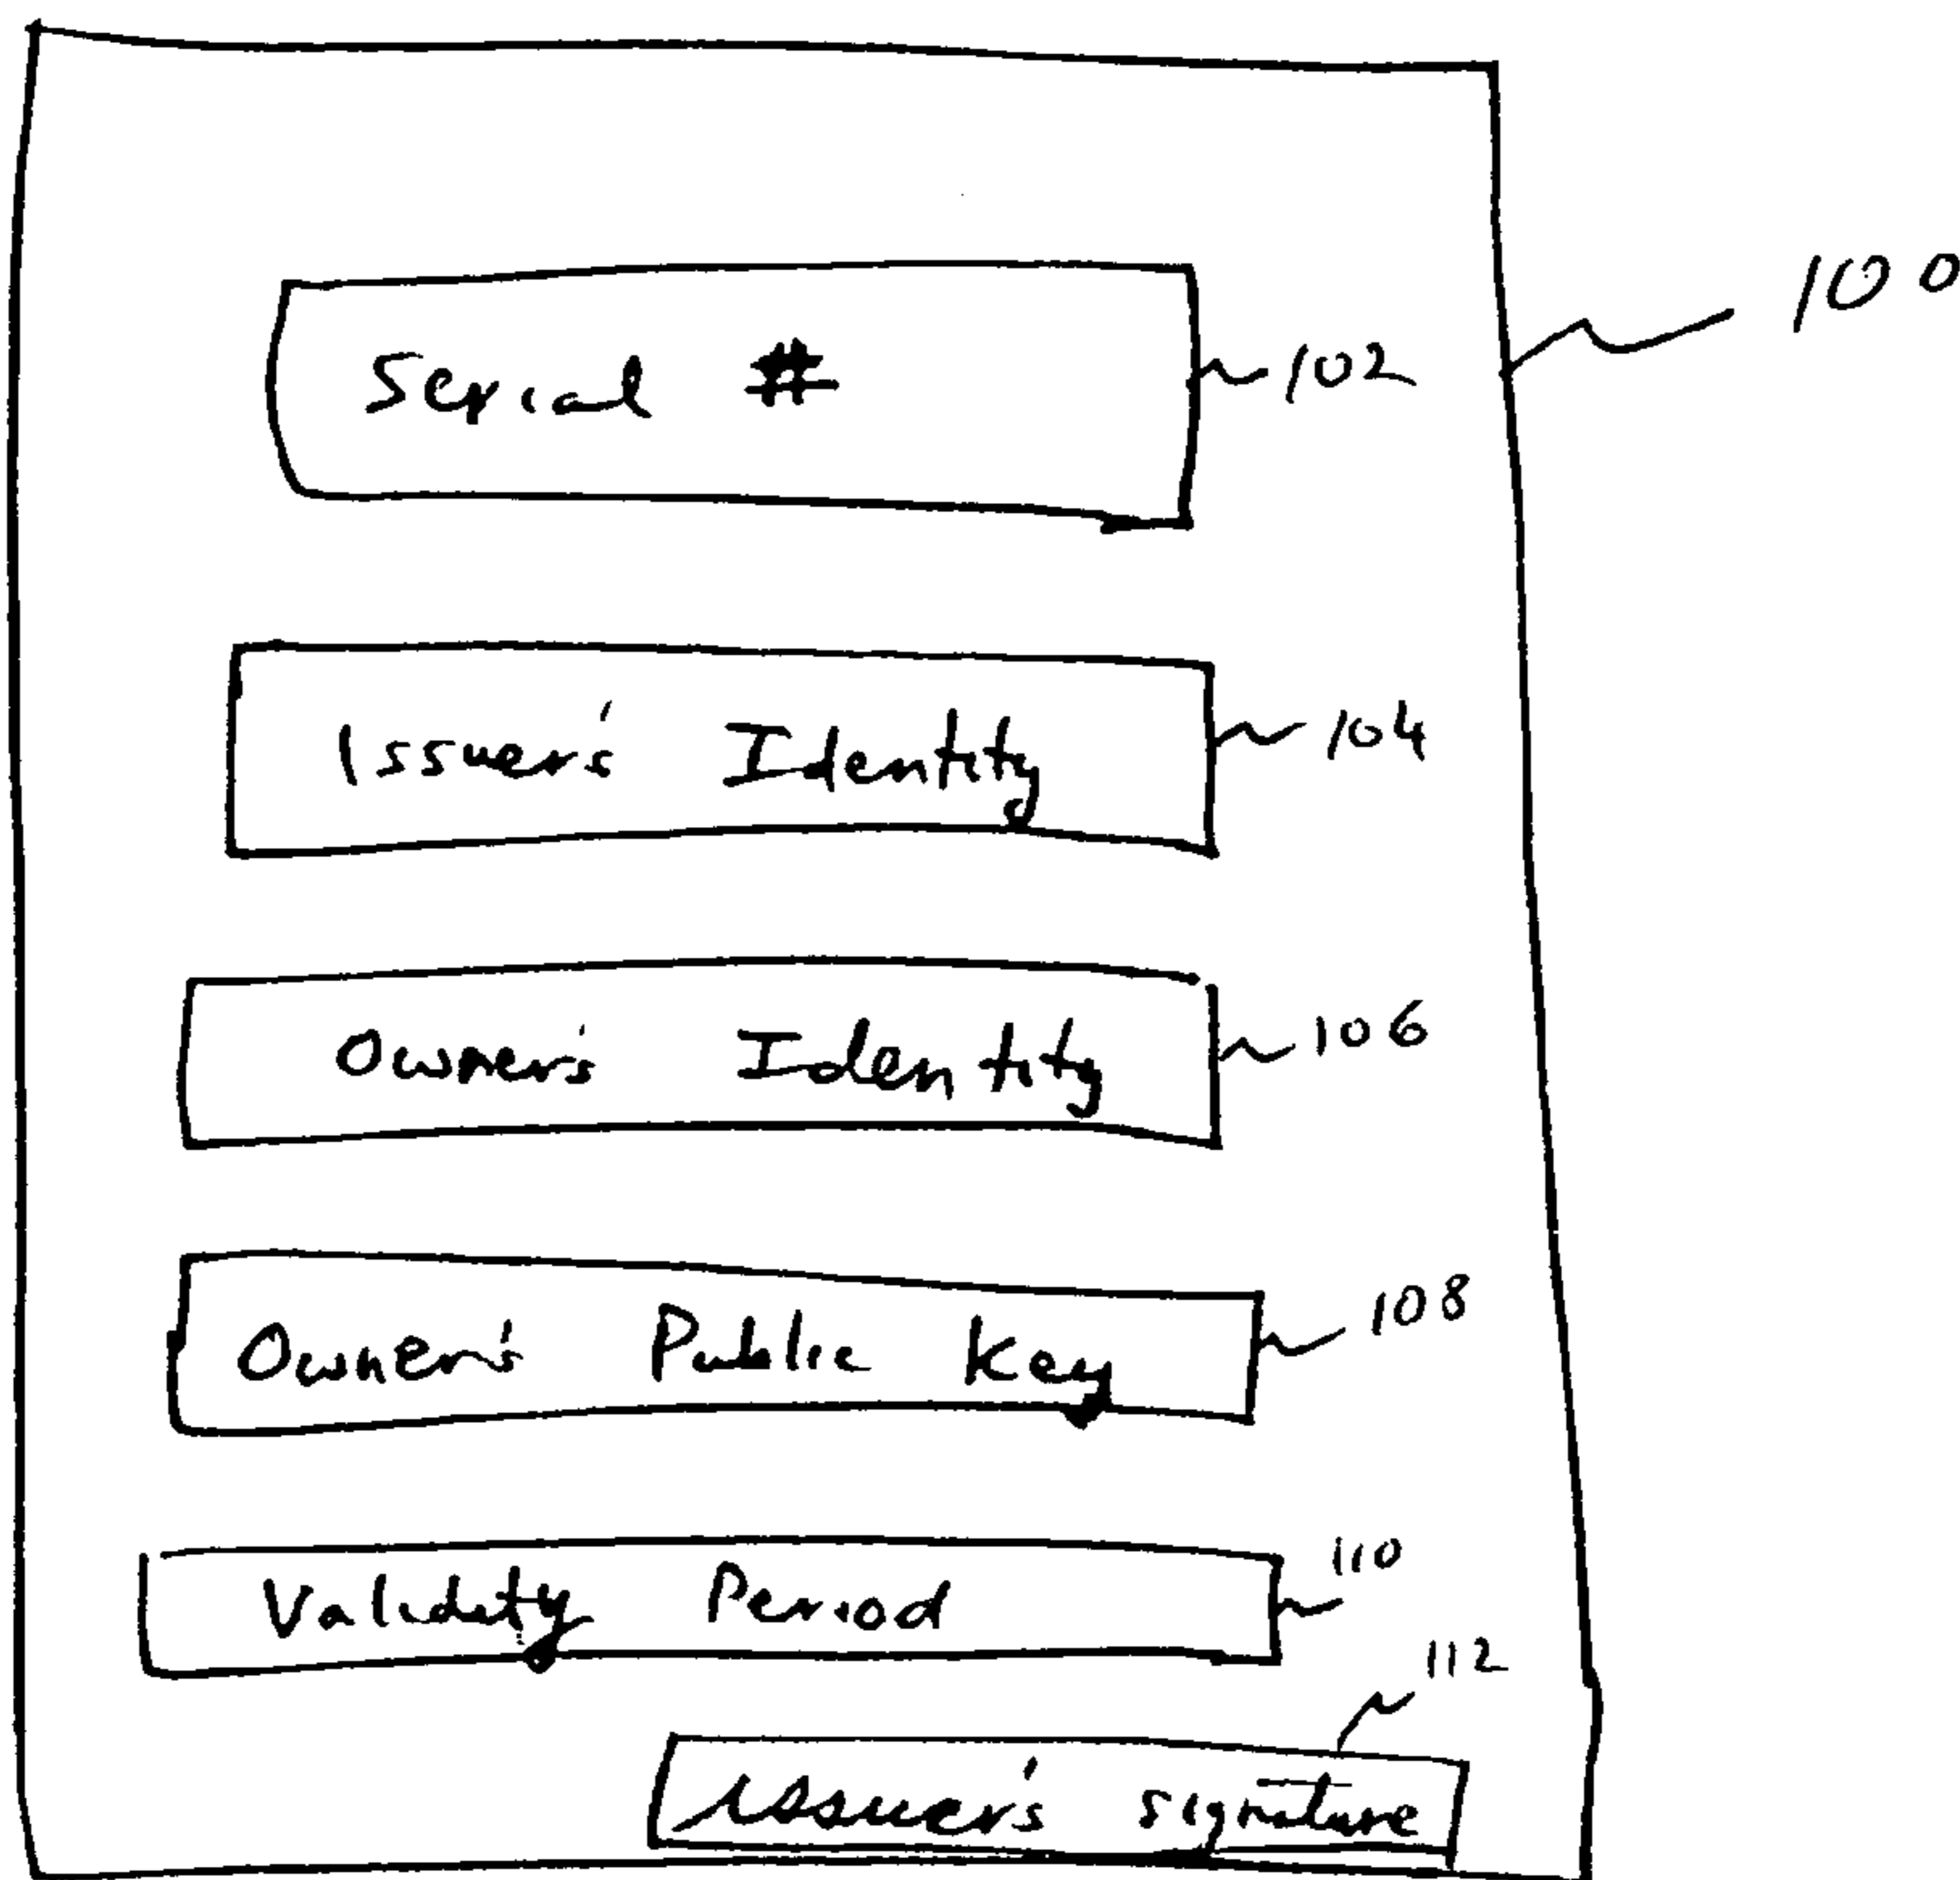 100
Serial # 102
Issuer's Identity 104
Owner's Identity 106
Owner's Public Key 108
Validity Period 110
112
Issuer's signature